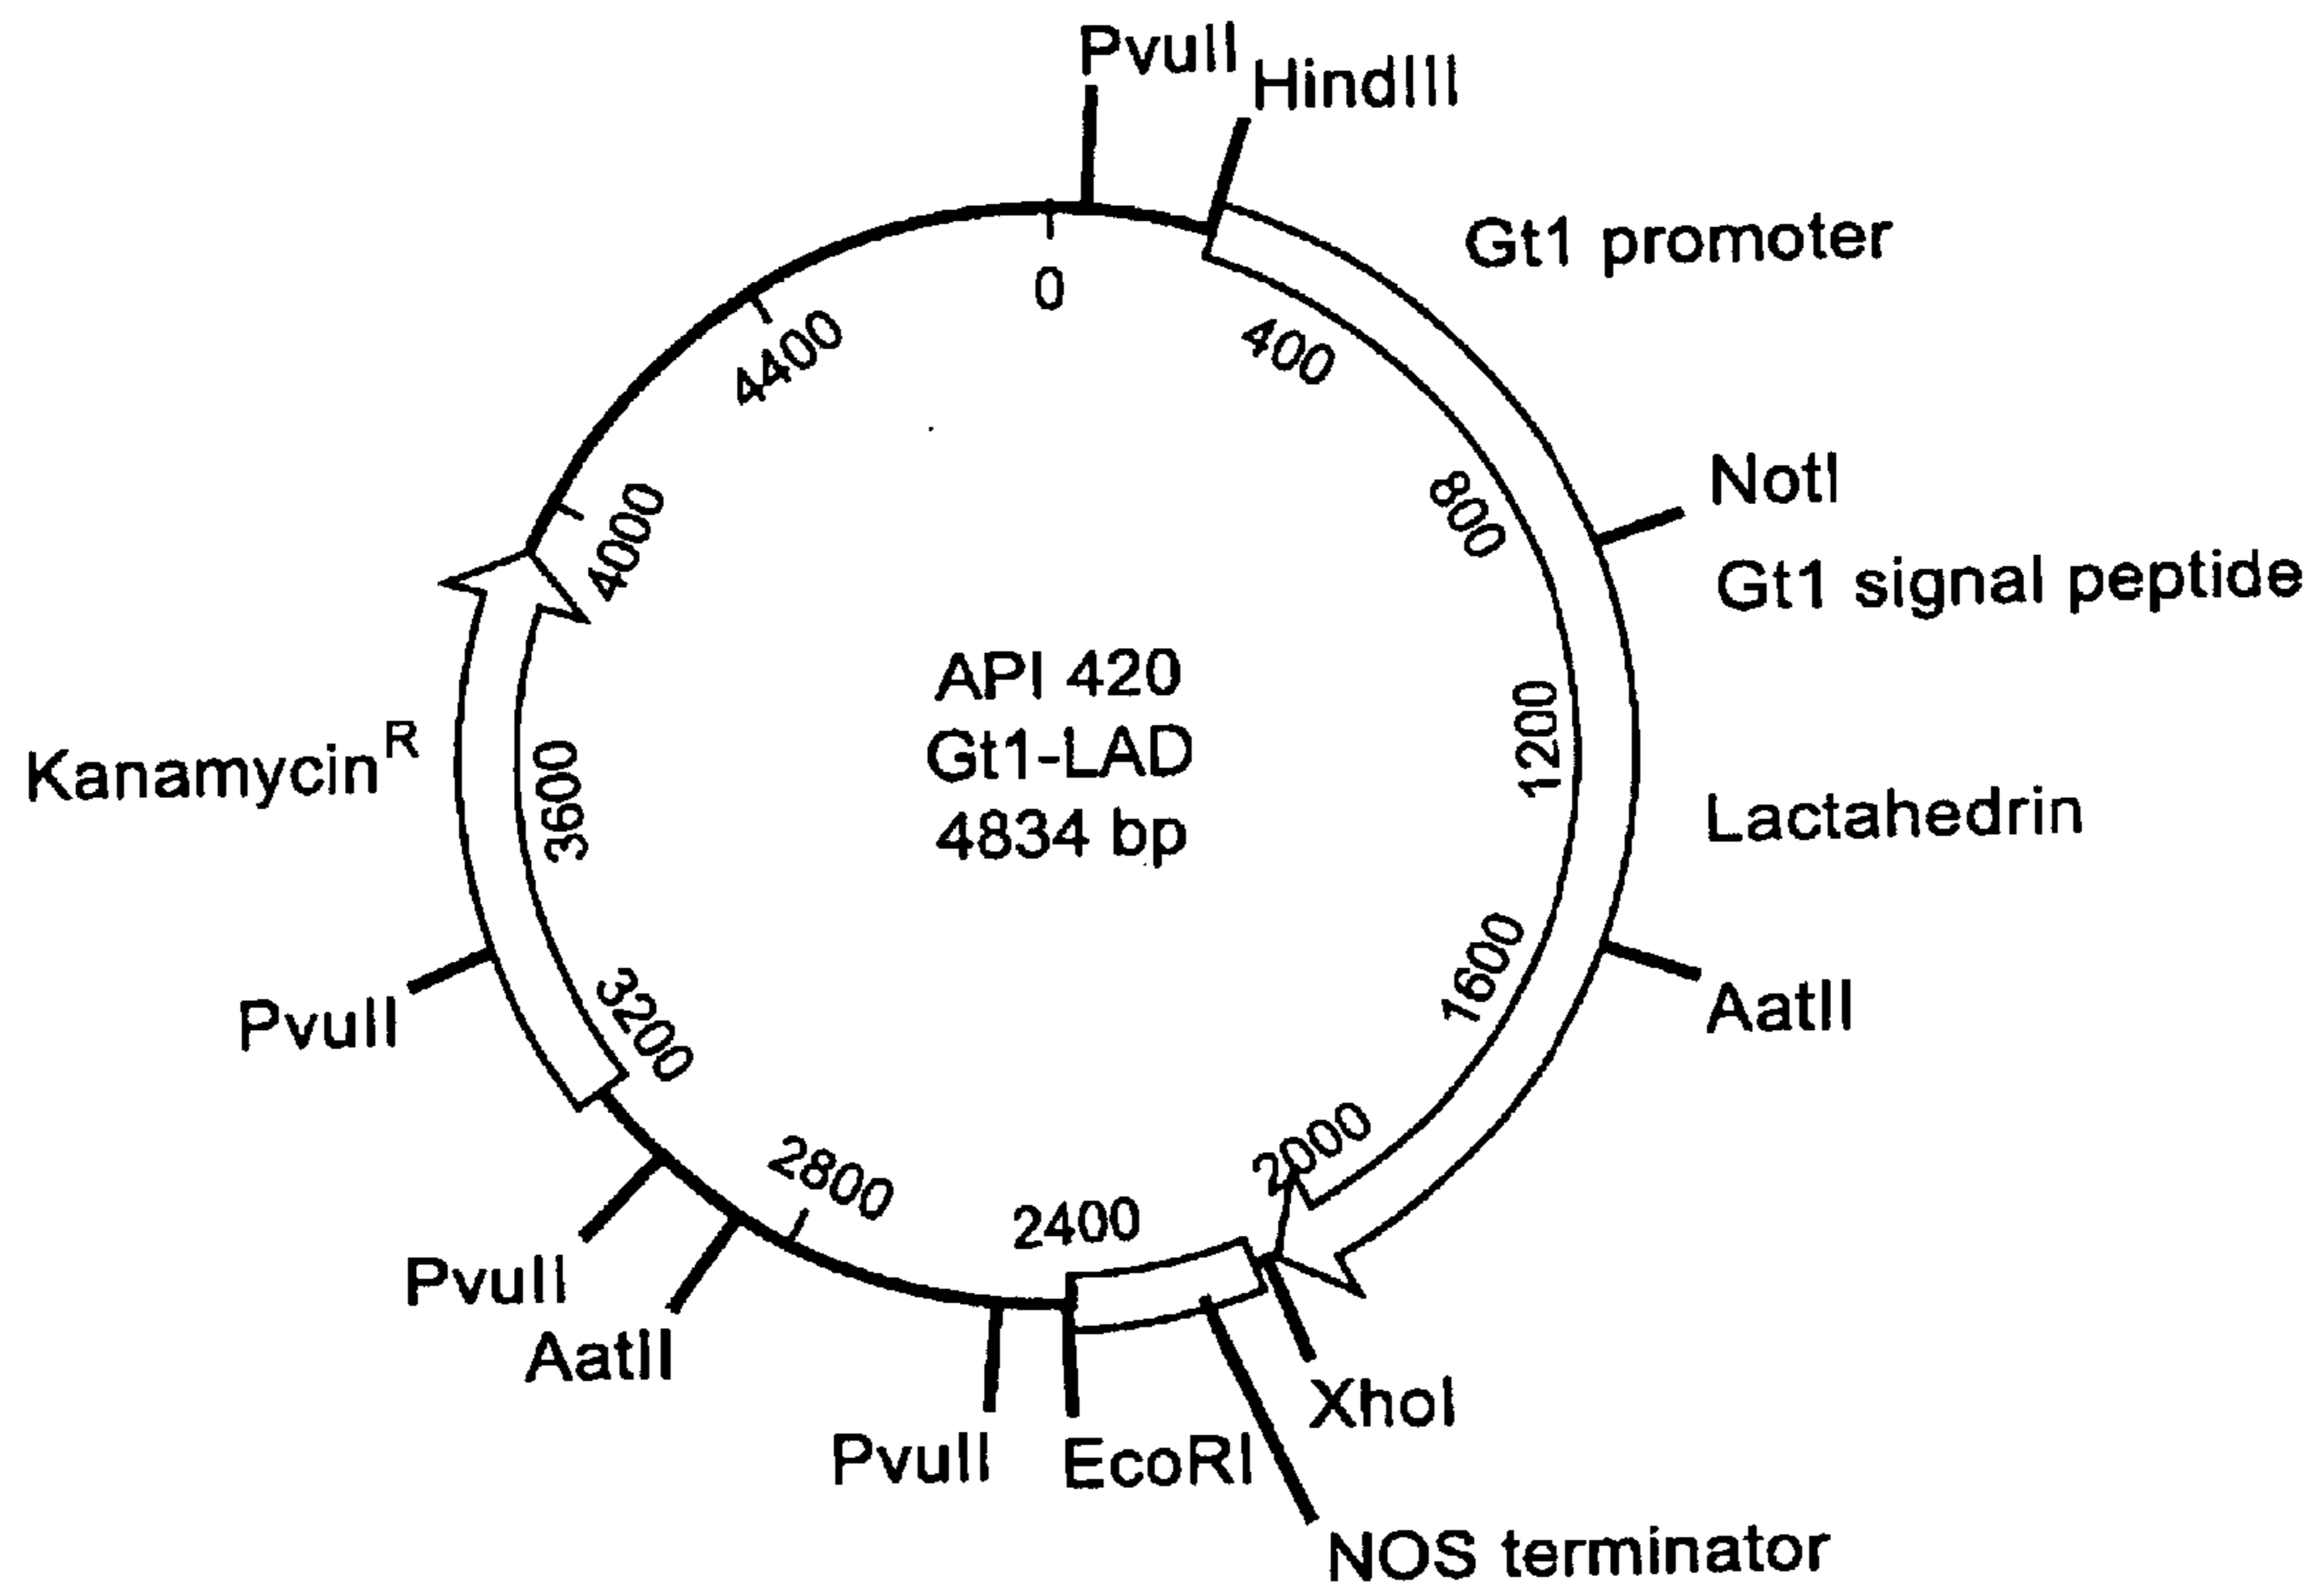 PvuII
HindIII
Gt1 promoter
0
400
4400
NotI
800
4000
Gt1 signal peptide
API 420
Gt1-LAD
4834 bp
1200
Kanamycin^R
3600
Lactahedrin
1600
AatII
PvuII
3200
2000
2800
2400
PvuII
AatII
XhoI
PvuII
EcoRI
NOS terminator